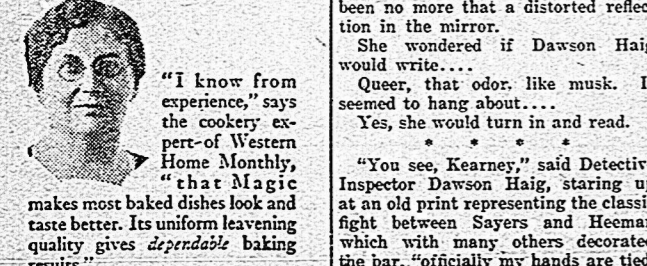 "I know from
experience," says
the cookery ex-
pert-of Western
Home Monthly,
"that Magic
makes most baked dishes look and
taste better. Its uniform leavening
quality gives dependable baking
results."
been no more that a distorted reflec
tion in the mirror.
She wondered if Dawson Haig
would write....
Queer, that odor, like musk. I
seemed to hang about....
Yes, she would turn in and read.
* * * *
"You see, Kearney," said Detectiv
Inspector Dawson Haig, staring u
at an old print representing the classi
fight between Sayers and Heenan
which with many others decorate
the bar, "officially my hands are tied